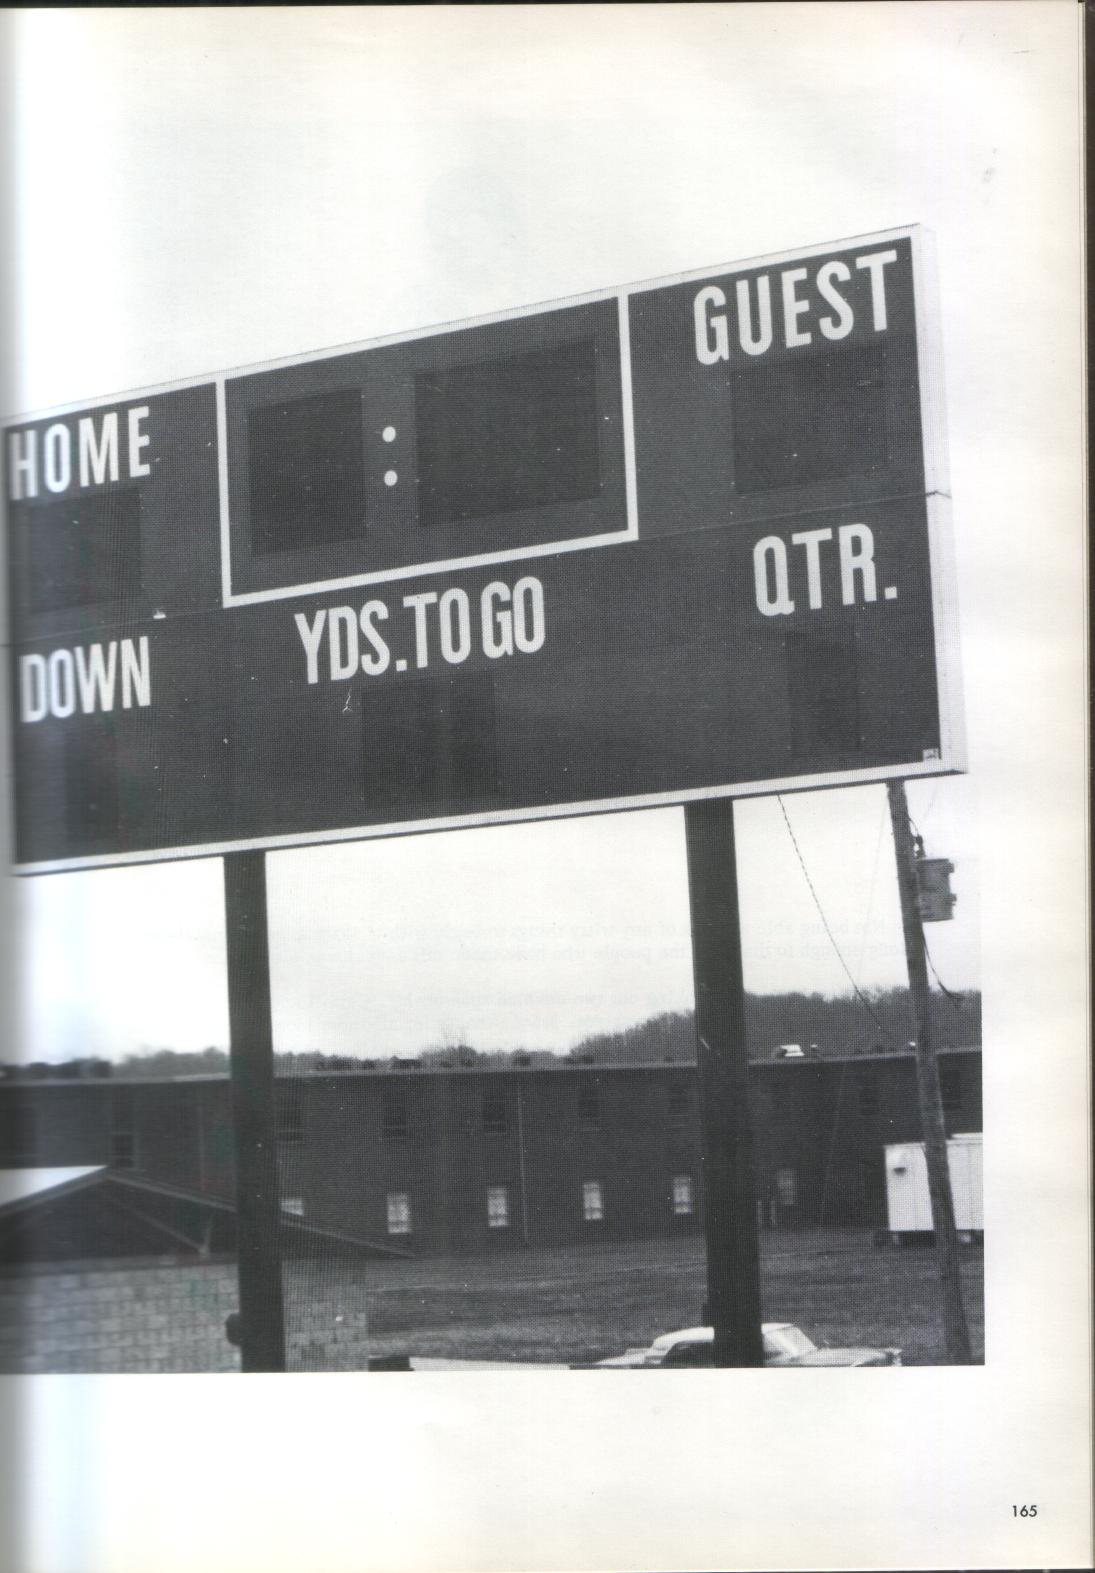 HOME
GUEST
:
DOWN
YDS.TO GO
QTR.
165